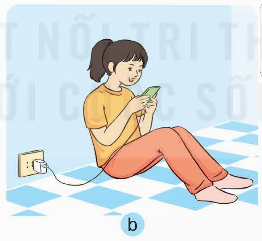 T NỐI TRI TH
ỚI CUỘC SỐ
b